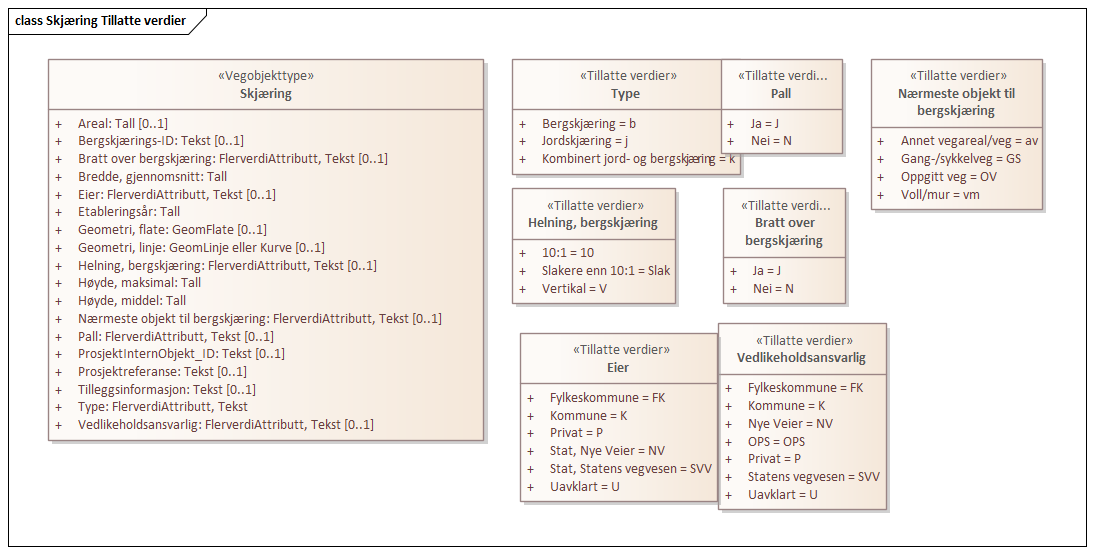 class Skjæring Tillatte verdier
«Vegobjekttype»
Skjæring
+ Areal: Tall [0..1]
+ Bergskjærings-ID: Tekst [0..1]
+ Bratt over bergskjæring: FlerverdiAttributt, Tekst [0..1]
+ Bredde, gjennomsnitt: Tall
+ Eier: FlerverdiAttributt, Tekst [0..1]
+ Etableringsår: Tall
+ Geometri, flate: GeomFlate [0..1]
+ Geometri, linje: GeomLinje eller Kurve [0..1]
+ Helning, bergskjæring: FlerverdiAttributt, Tekst [0..1]
+ Høyde, maksimal: Tall
+ Høyde, middel: Tall
+ Nærmeste objekt til bergskjæring: FlerverdiAttributt, Tekst [0..1]
+ Pall: FlerverdiAttributt, Tekst [0..1]
+ ProsjektInternObjekt_ID: Tekst [0..1]
+ Prosjektreferanse: Tekst [0..1]
+ Tilleggsinformasjon: Tekst [0..1]
+ Type: FlerverdiAttributt, Tekst
+ Vedlikeholdsansvarlig: FlerverdiAttributt, Tekst [0..1]
«Tillatte verdier»
Type
+ Bergskjæring = b
+ Jordskjæring = j
+ Kombinert jord- og bergskjæring = k
«Tillatte verdi...
Pall
+ Ja = J
+ Nei = N
«Tillatte verdier»
Nærmeste objekt til
bergskjæring
+ Annet vegareal/veg = av
+ Gang-/sykkelveg = GS
+ Oppgitt veg = OV
+ Voll/mur = vm
«Tillatte verdier»
Helning, bergskjæring
+ 10:1 = 10
+ Slakere enn 10:1 = Slak
+ Vertikal = V
«Tillatte verdi...
Bratt over
bergskjæring
+ Ja = J
+ Nei = N
«Tillatte verdier»
Eier
+ Fylkeskommune = FK
+ Kommune = K
+ Privat = P
+ Stat, Nye Veier = NV
+ Stat, Statens vegvesen = SVV
+ Uavklart = U
«Tillatte verdier»
Vedlikeholdsansvarlig
+ Fylkeskommune = FK
+ Kommune = K
+ Nye Veier = NV
+ OPS = OPS
+ Privat = P
+ Statens vegvesen = SVV
+ Uavklart = U